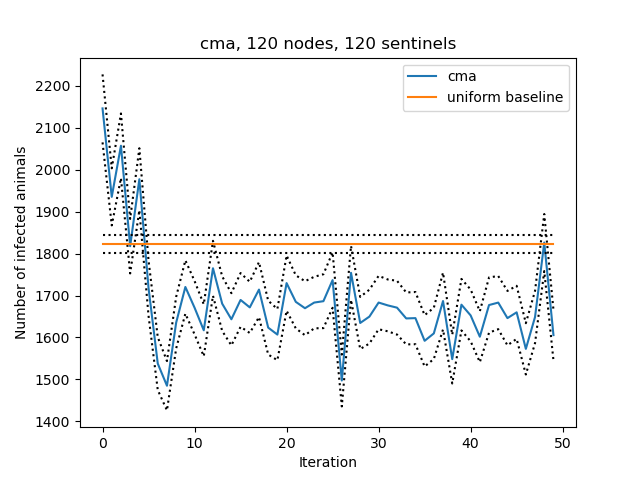 cma, 120 nodes, 120 sentinels
cma
uniform baseline
2200
2100
2000
1900
1800
1700
1600
1500
1400
Number of infected animals
0 10 20 30 40 50
Iteration